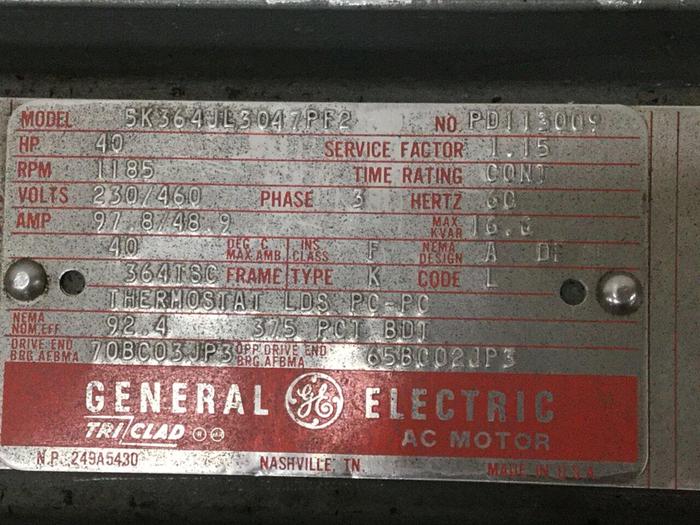 MODEL 5K364JL3047PF2 NO. PD113009
HP 40 SERVICE FACTOR 1.15
RPM 1185 TIME RATING CONT
VOLTS 230/460 PHASE 3 HERTZ 60
AMP 97.8/48.9 MAX. KVAR 16.6
40 DEG. C MAX. AMB. INS. CLASS F NEMA DESIGN A
364TSC FRAME TYPE K CODE L
THERMOSTAT LDS PC-PC
NEMA NOM. EFF 92.4 375 PCT BDT
DRIVE END BRG. AFBMA 70BC03JP3 OPP. DRIVE END BRG. AFBMA 65BC02JP3
GENERAL GE ELECTRIC
TRI/CLAD AC MOTOR
N.P. 249A5430 NASHVILLE, TN. MADE IN U.S.A.